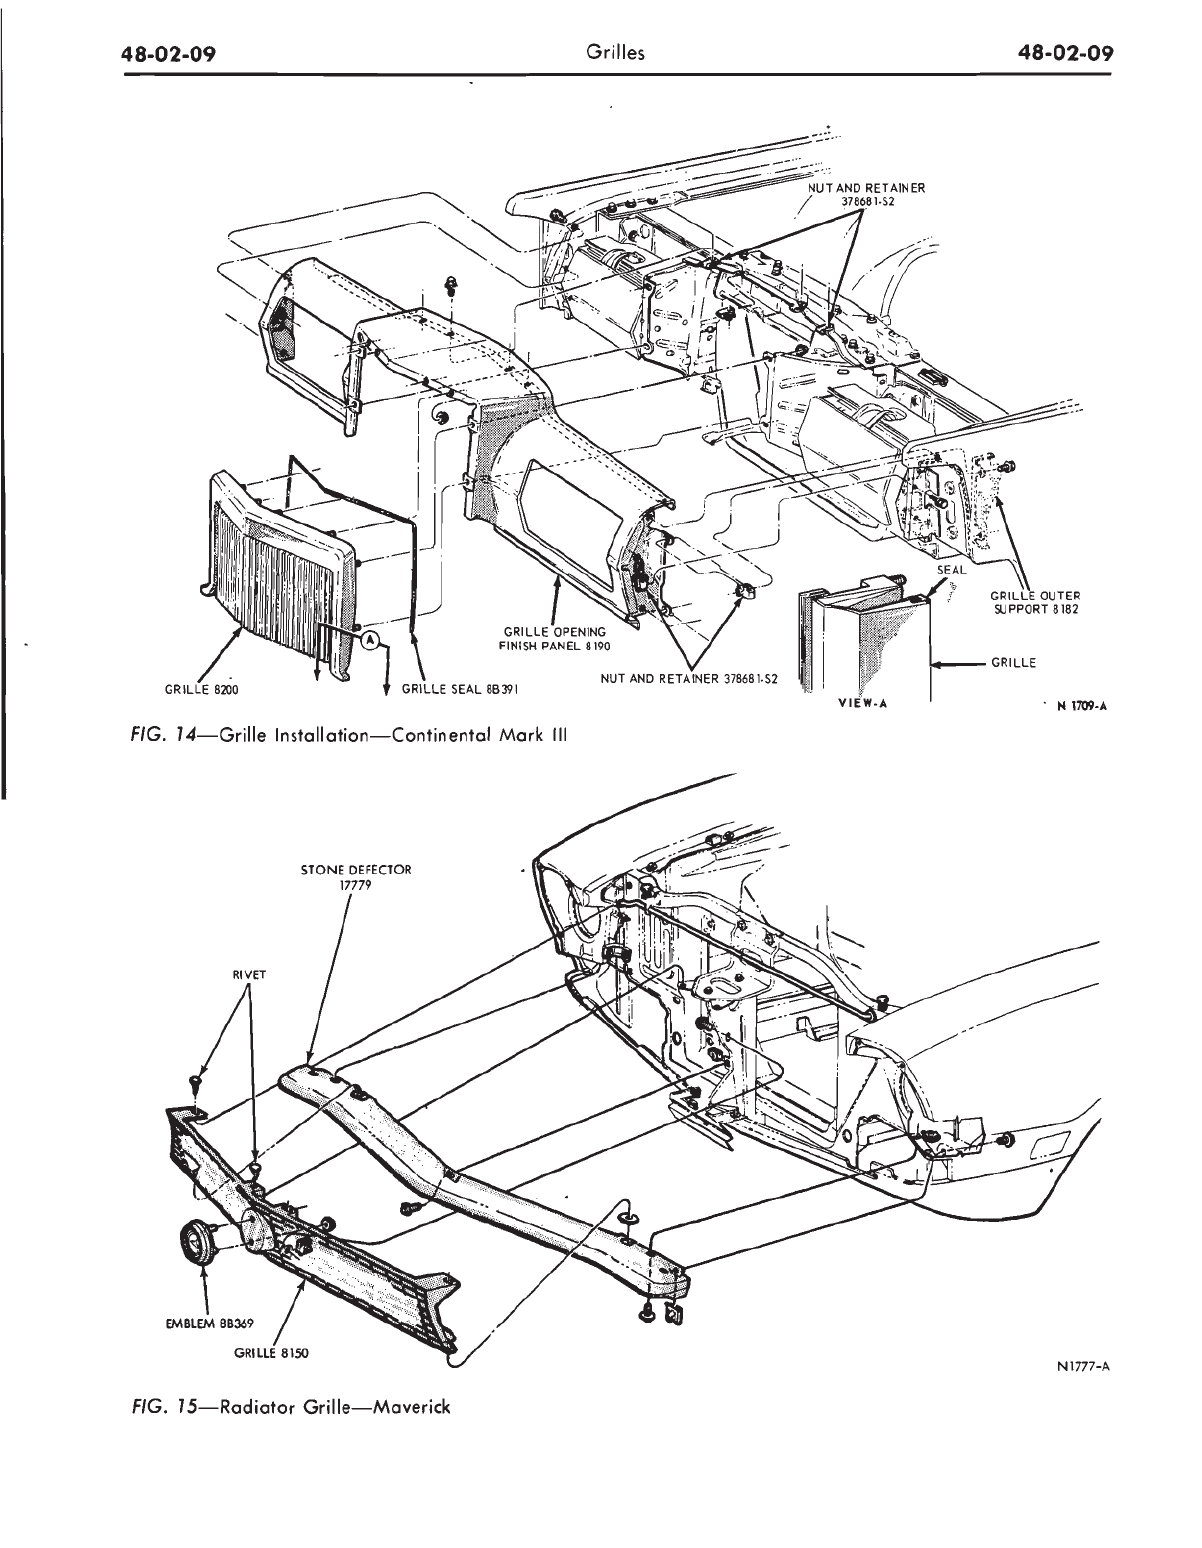 48-02-09 Grilles 48-02-09
NUT AND RETAINER
378681-S2
SEAL
GRILLE OUTER
SUPPORT 8182
GRILLE OPENING
FINISH PANEL 8190
GRILLE
A
NUT AND RETAINER 378681-S2
GRILLE 8200
GRILLE SEAL 8B391
VIEW-A
N 1709-A
FIG. 14—Grille Installation—Continental Mark III
STONE DEFECTOR
17779
RIVET
EMBLEM 8B369
GRILLE 8150
N1777-A
FIG. 15—Radiator Grille—Maverick